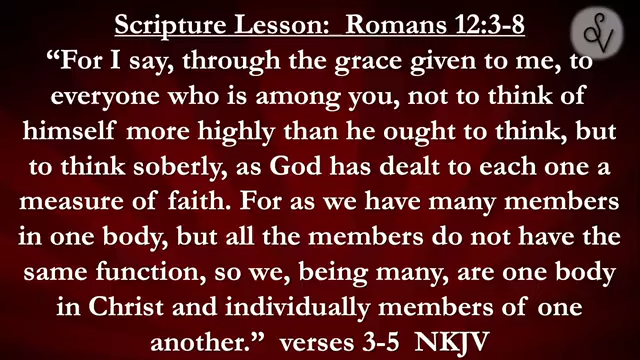 Scripture Lesson: Romans 12:3-8
“For I say, through the grace given to me, to
everyone who is among you, not to think of
himself more highly than he ought to think, but
to think soberly, as God has dealt to each one a
measure of faith. For as we have many members
in one body, but all the members do not have the
same function, so we, being many, are one body
in Christ and individually members of one
another.” verses 3-5 NKJV
SV